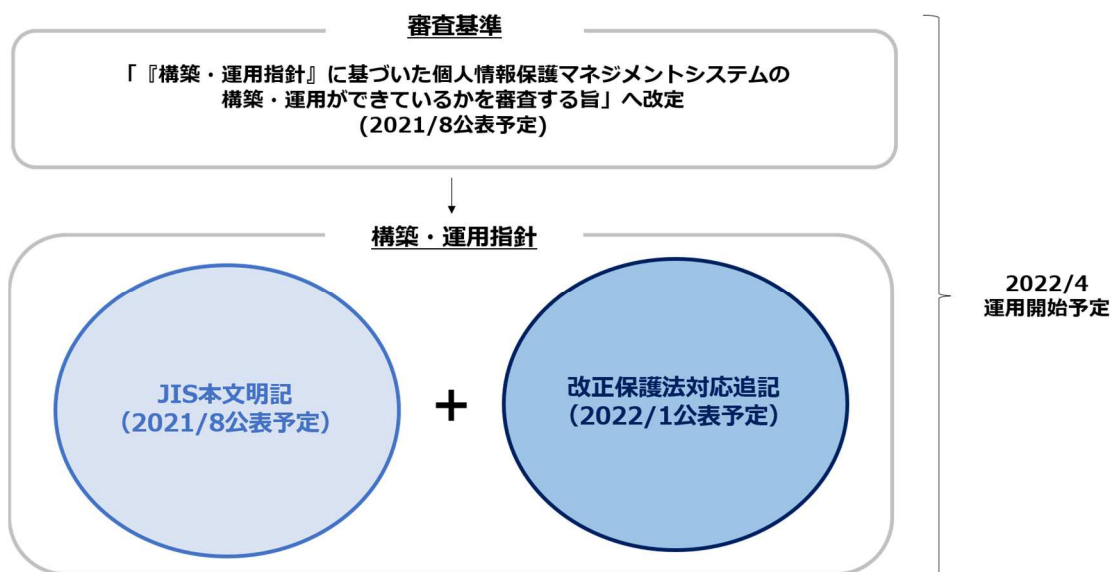 審査基準
「『構築・運用指針』に基づいた個人情報保護マネジメントシステムの
構築・運用ができているかを審査する旨」へ改定
(2021/8公表予定)
構築・運用指針
JIS本文明記
（2021/8公表予定）
+
改正保護法対応追記
（2022/1公表予定）
2022/4
運用開始予定